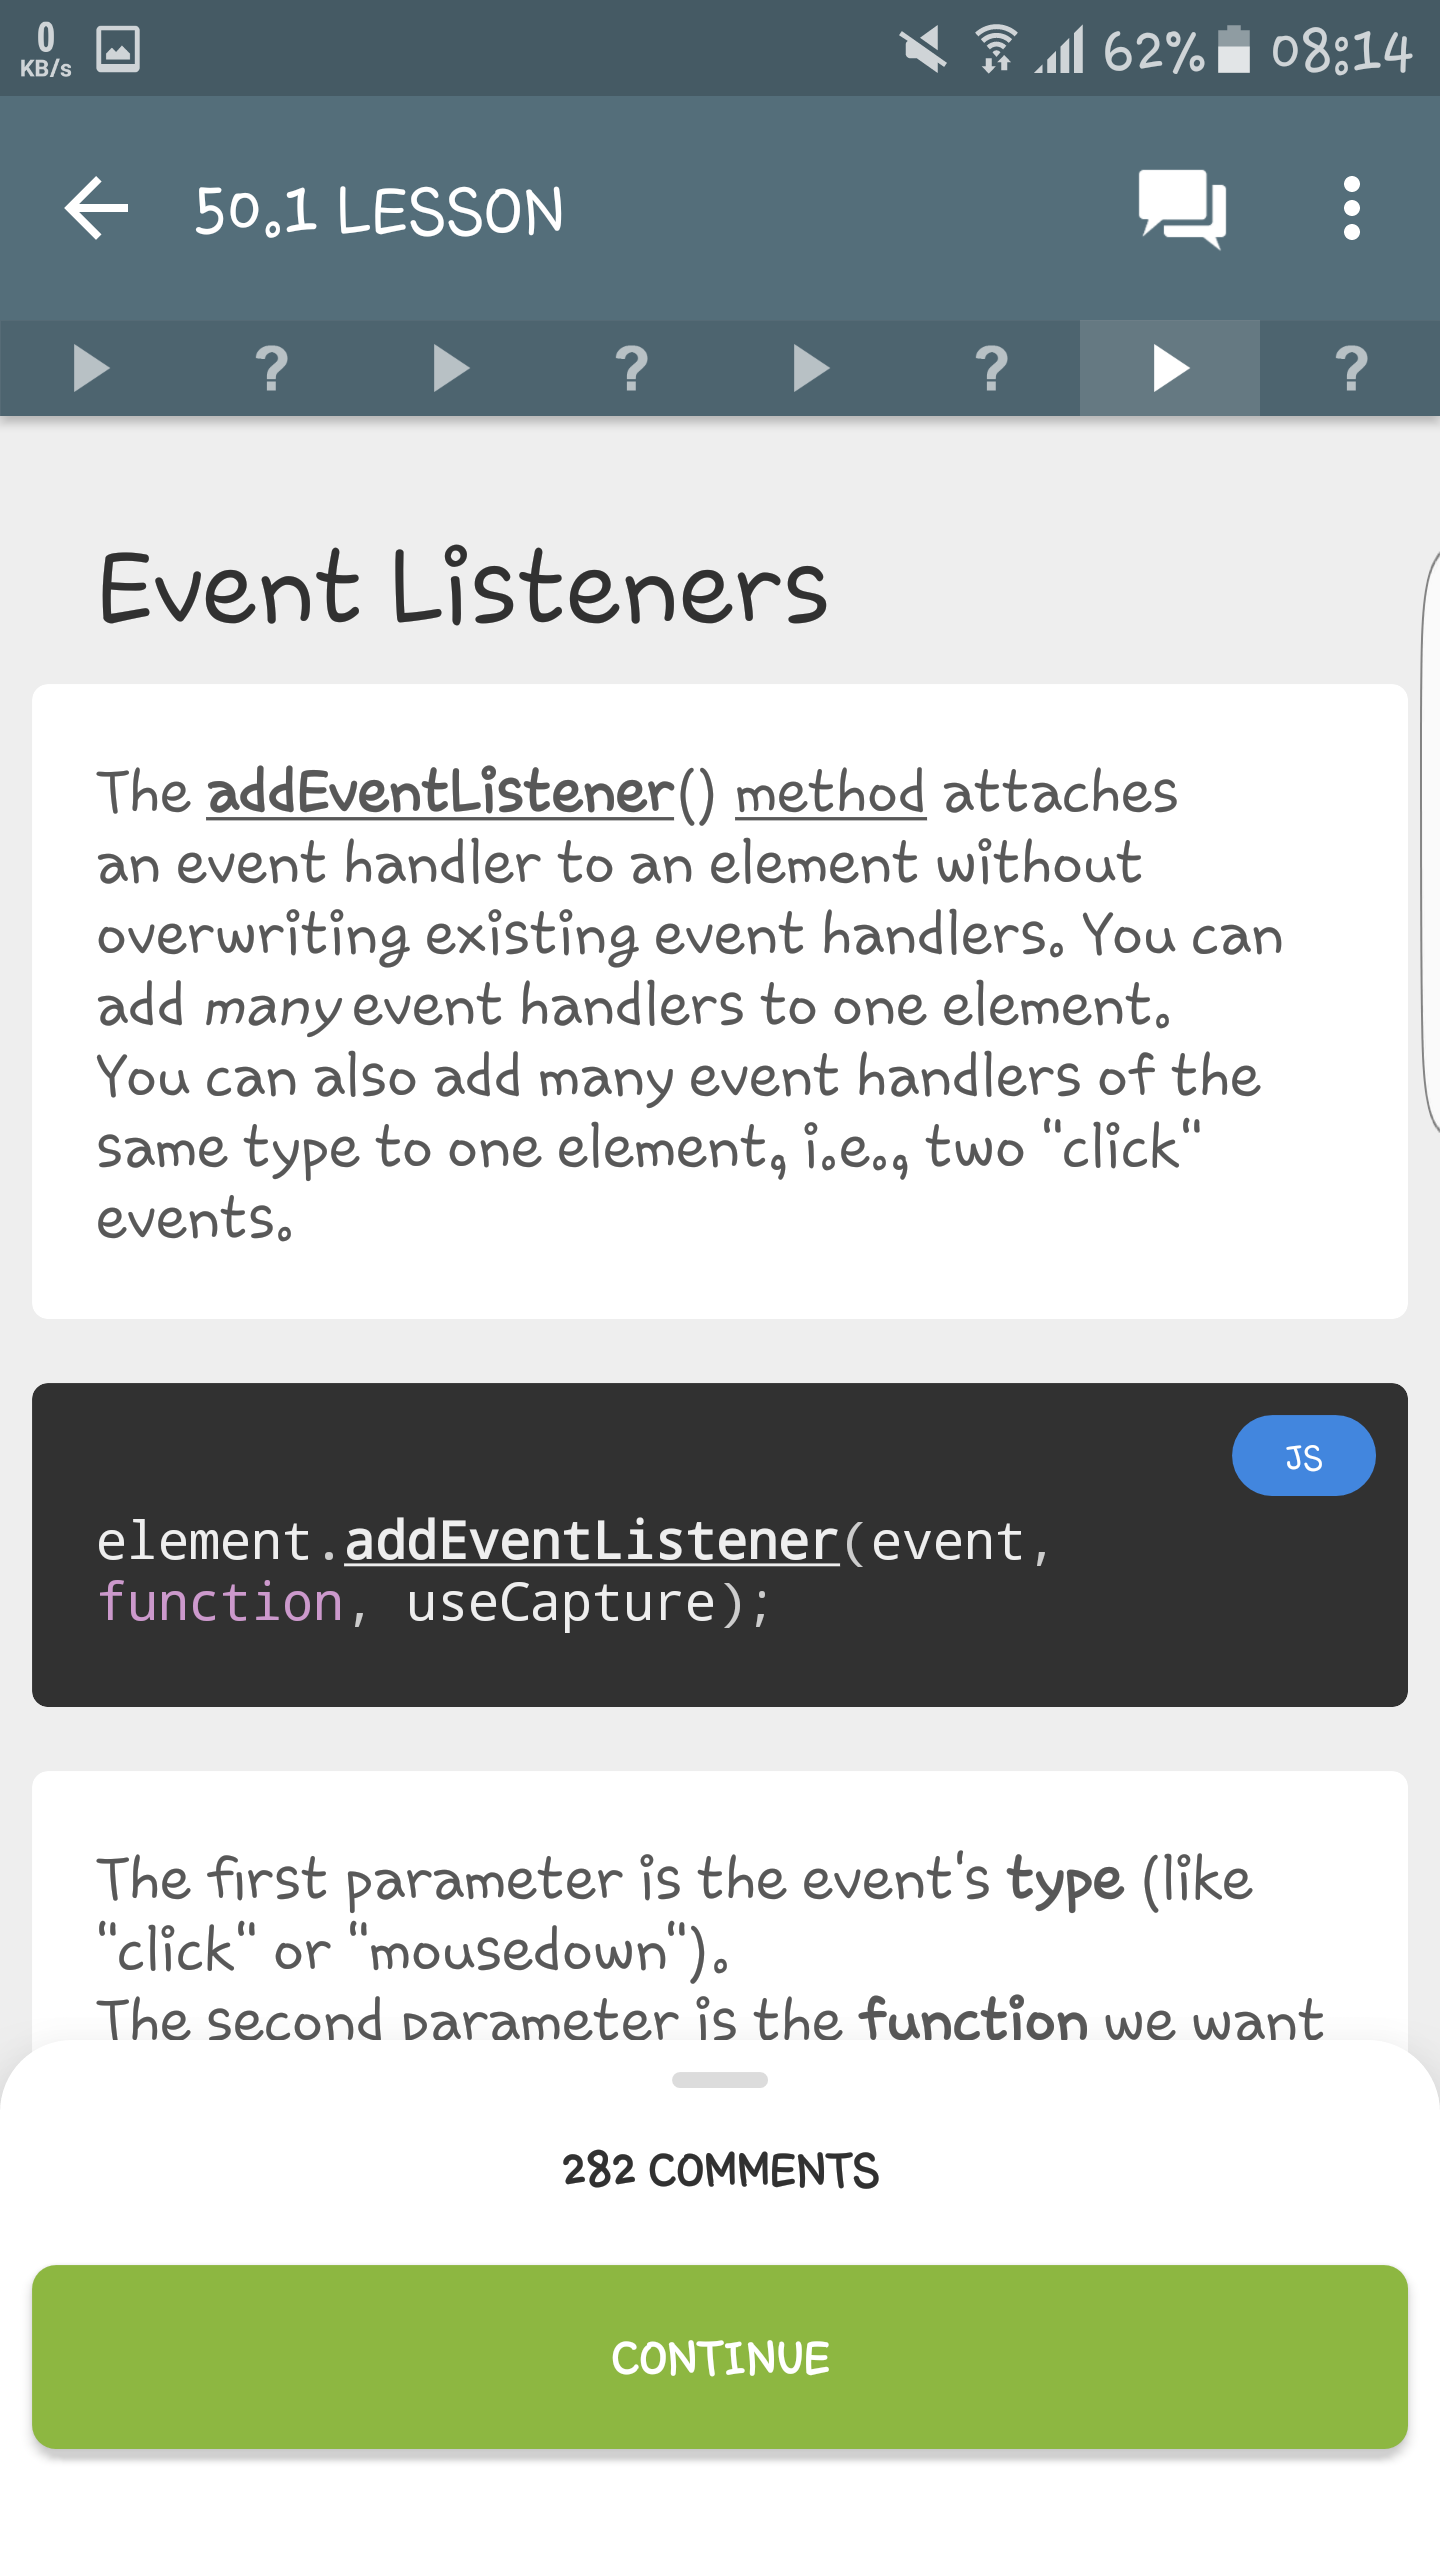 0
KB/s
62%
08:14
50.1 LESSON
? ? ? ?
Event Listeners
The addEventListener() method attaches
an event handler to an element without
overwriting existing event handlers. You can
add many event handlers to one element.
You can also add many event handlers of the
same type to one element, i.e., two "click"
events.
JS
element.addEventListener(event,
function, useCapture);
The first parameter is the event's type (like
"click" or "mousedown").
The second parameter is the function we want
282 COMMENTS
CONTINUE